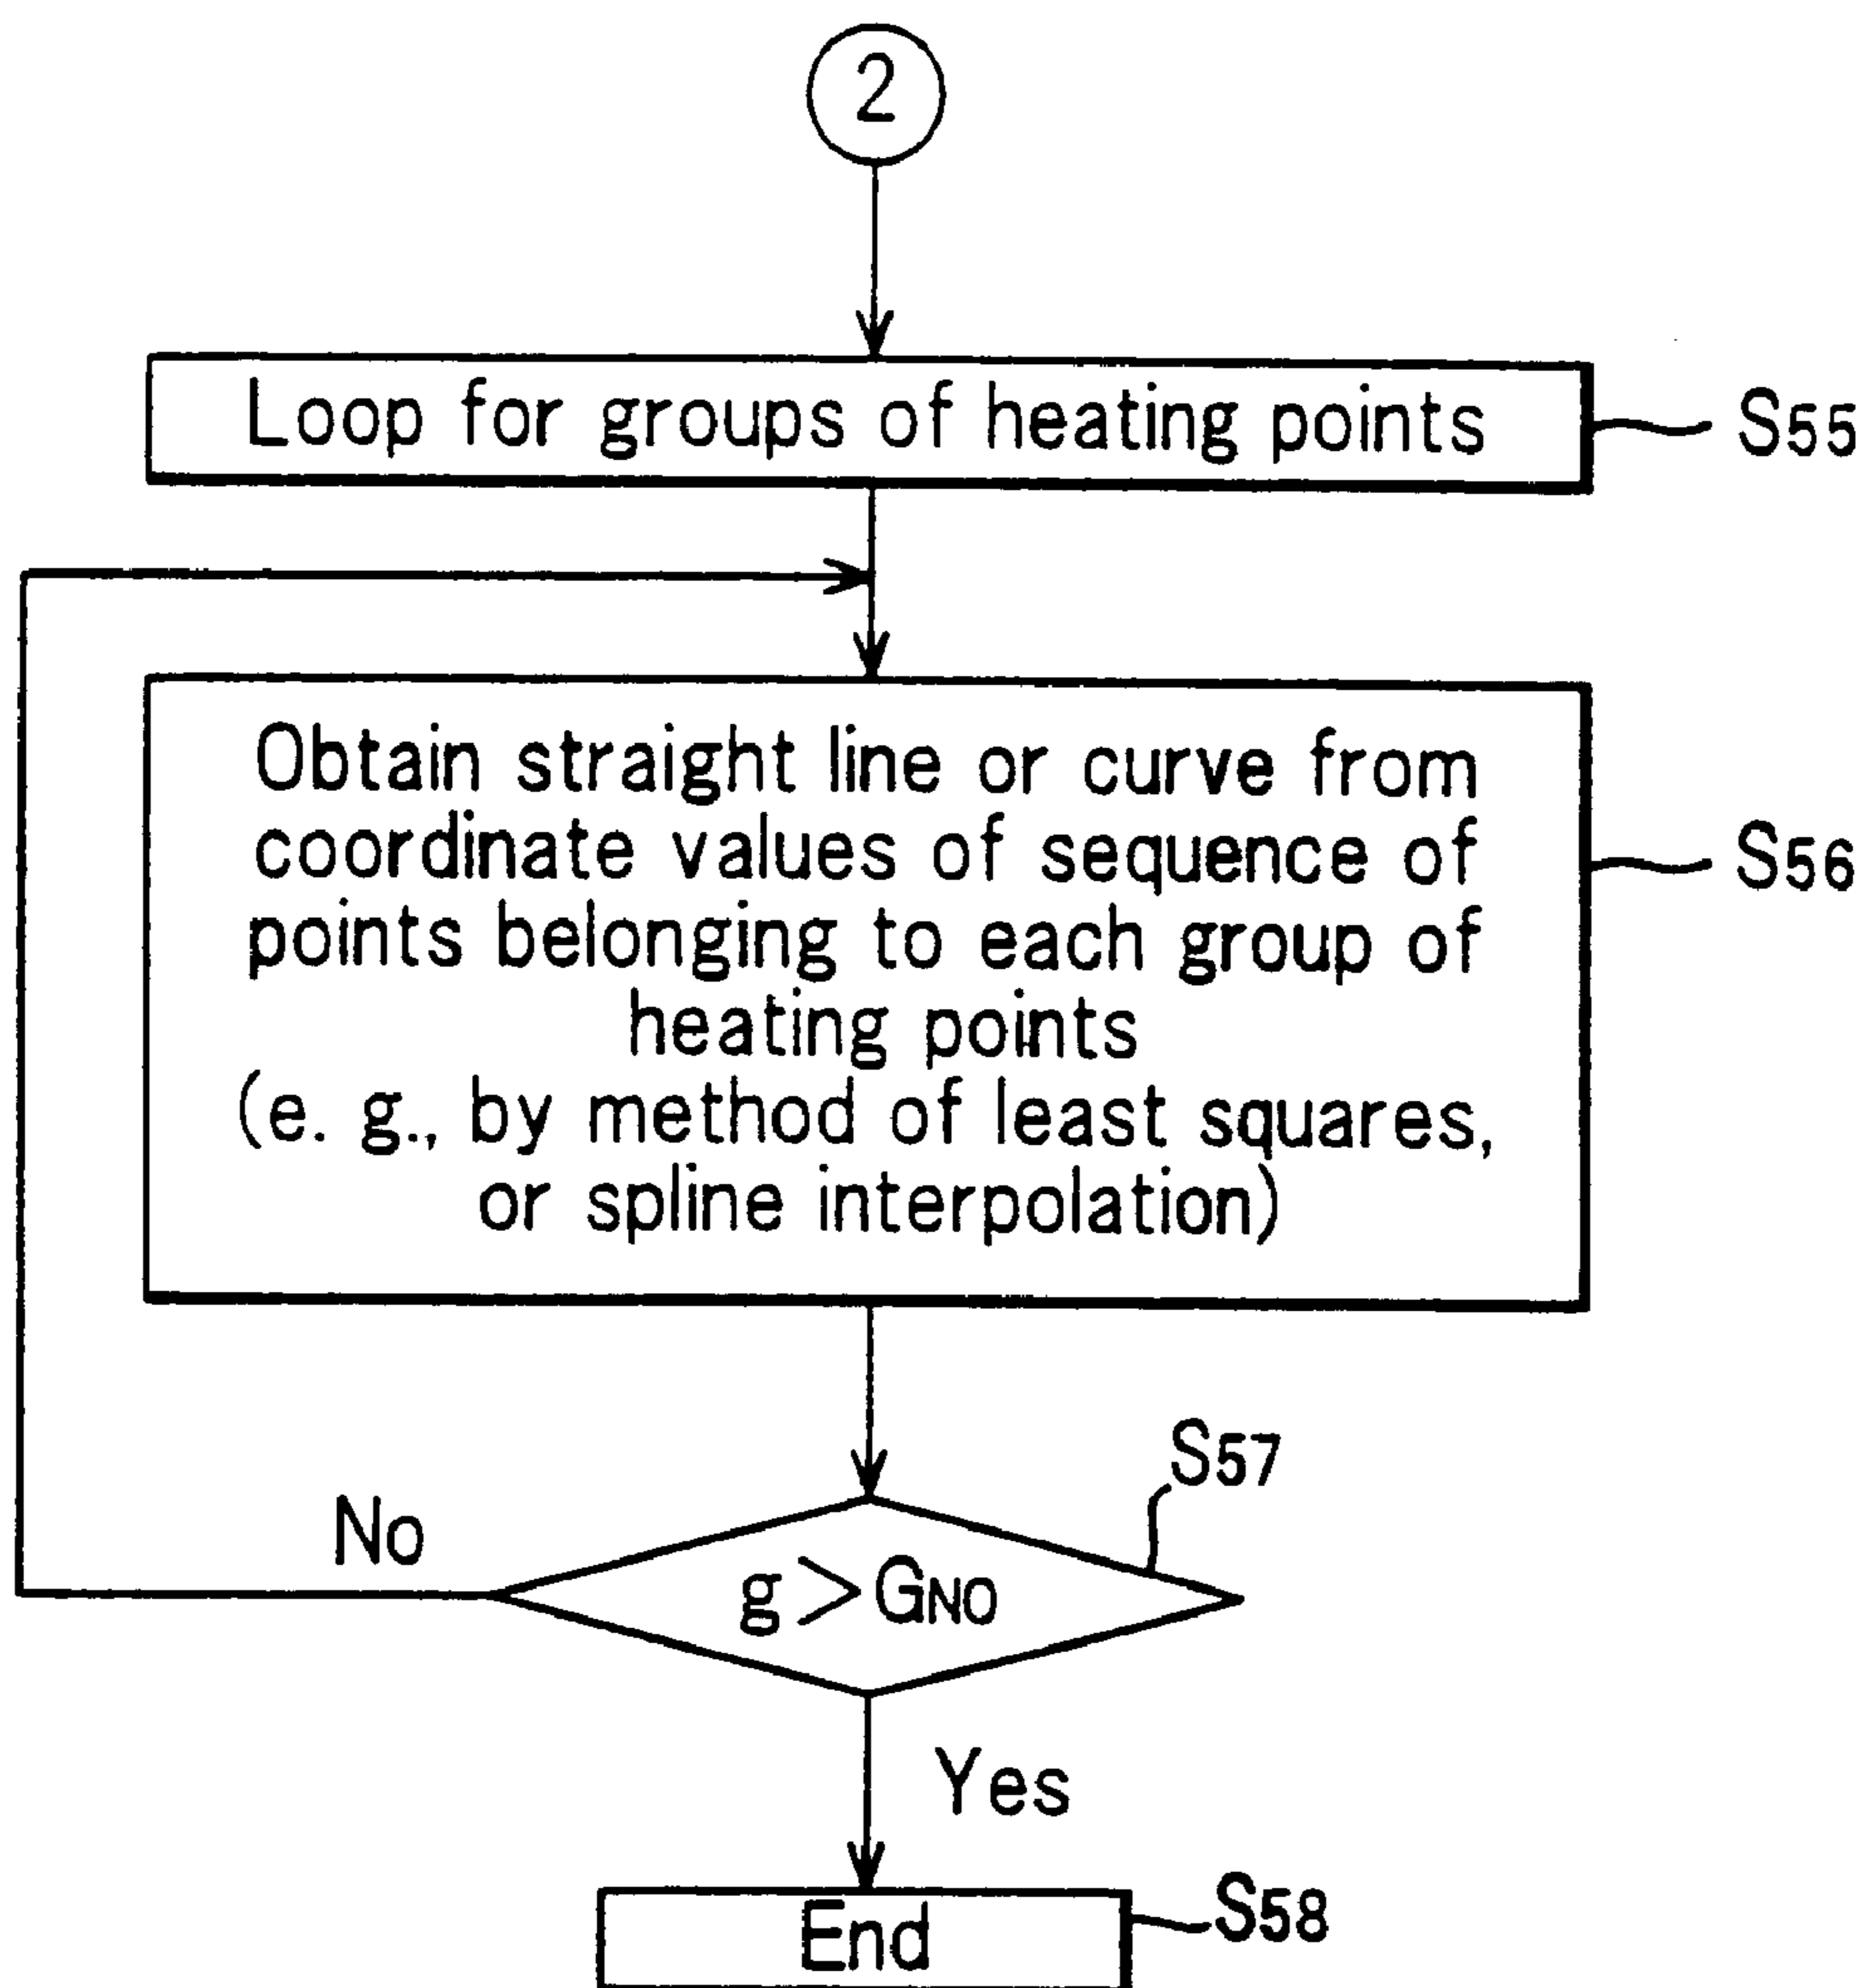 2
Loop for groups of heating points
S55
Obtain straight line or curve from
coordinate values of sequence of
points belonging to each group of
heating points
(e. g., by method of least squares,
or spline interpolation)
S56
S57
No
g>GNO
Yes
End
S58